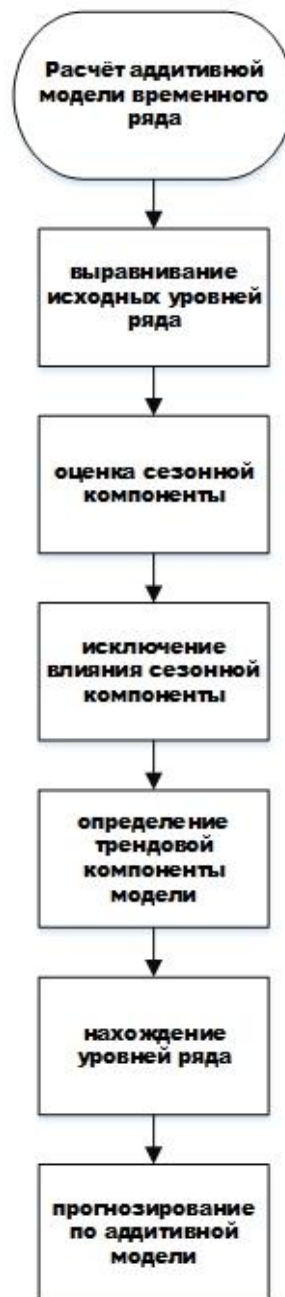 Расчёт аддитивной
модели временного
ряда
выравнивание
исходных уровней
ряда
оценка сезонной
компоненты
исключение
влияния сезонной
компоненты
определение
трендовой
компоненты
модели
нахождение
уровней ряда
прогнозирование
по аддитивной
модели